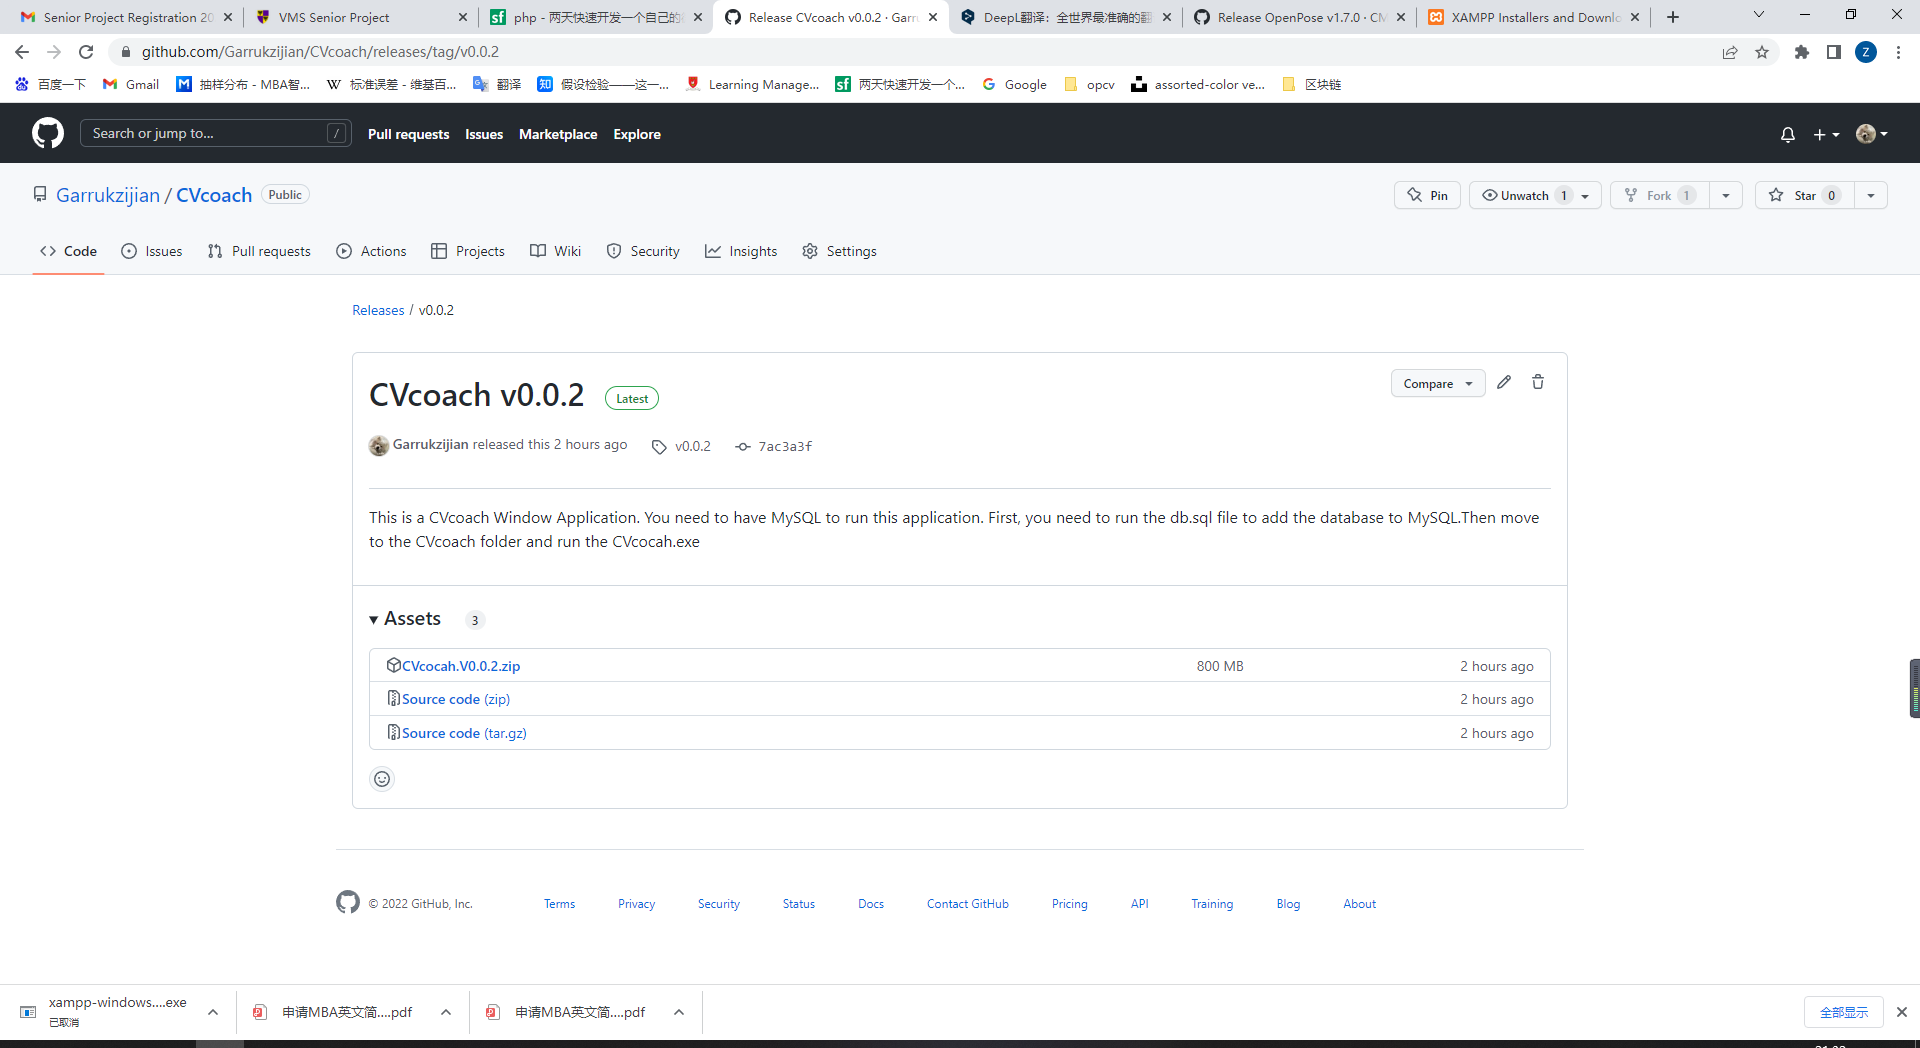 Senior Project Registration 20
VMS Senior Project
php - 两天快速开发一个自己的
Release CVcoach v0.0.2 · Garru
DeepL翻译：全世界最准确的翻
Release OpenPose v1.7.0 · CM
XAMPP Installers and Downlo
github.com/Garrukzijian/CVcoach/releases/tag/v0.0.2
Z
百度一下
Gmail
抽样分布 - MBA智...
标准误差 - 维基百...
翻译
假设检验——这一...
Learning Manage...
两天快速开发一个...
Google
opcv
assorted-color ve...
区块链
Search or jump to...
/
Pull requests
Issues
Marketplace
Explore
Garrukzijian / CVcoach
Public
Pin
Unwatch 1
Fork 1
Star 0
Code
Issues
Pull requests
Actions
Projects
Wiki
Security
Insights
Settings
Releases / v0.0.2
CVcoach v0.0.2
Latest
Compare
Garrukzijian released this 2 hours ago
v0.0.2
7ac3a3f
This is a CVcoach Window Application. You need to have MySQL to run this application. First, you need to run the db.sql file to add the database to MySQL.Then move
to the CVcoach folder and run the CVcocah.exe
Assets 3
CVcocah.V0.0.2.zip
800 MB
2 hours ago
Source code (zip)
2 hours ago
Source code (tar.gz)
2 hours ago
© 2022 GitHub, Inc.
Terms
Privacy
Security
Status
Docs
Contact GitHub
Pricing
API
Training
Blog
About
xampp-windows....exe
已取消
申请MBA英文简....pdf
申请MBA英文简....pdf
全部显示